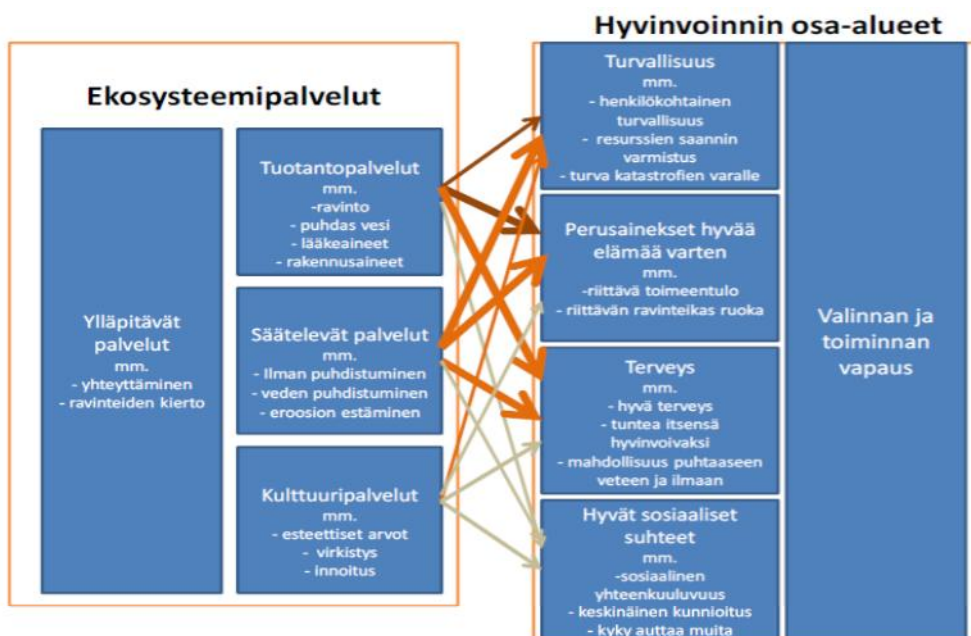 Hyvinvoinnin osa-alueet
Ekosysteemipalvelut
Ylläpitävät
palvelut
mm.
- yhteyttäminen
- ravinteiden kierto
Tuotantopalvelut
mm.
-ravinto
- puhdas vesi
- lääkeaineet
- rakennusaineet
Säätelevät palvelut
mm.
- Ilman puhdistuminen
- veden puhdistuminen
- eroosion estäminen
Kulttuuripalvelut
mm.
- esteettiset arvot
- virkistys
- innoitus
Turvallisuus
mm.
- henkilökohtainen
turvallisuus
- resurssien saannin
varmistus
- turva katastrofien varalle
Perusainekset hyvää
elämää varten
mm.
-riittävä toimeentulo
- riittävän ravinteikas ruoka
Terveys
mm.
- hyvä terveys
- tuntea itsensä
hyvinvoivaksi
- mahdollisuus puhtaaseen
veteen ja ilmaan
Hyvät sosiaaliset
suhteet
mm.
-sosiaalinen
yhteenkuuluvuus
- keskinäinen kunnioitus
- kyky auttaa muita
Valinnan ja
toiminnan
vapaus